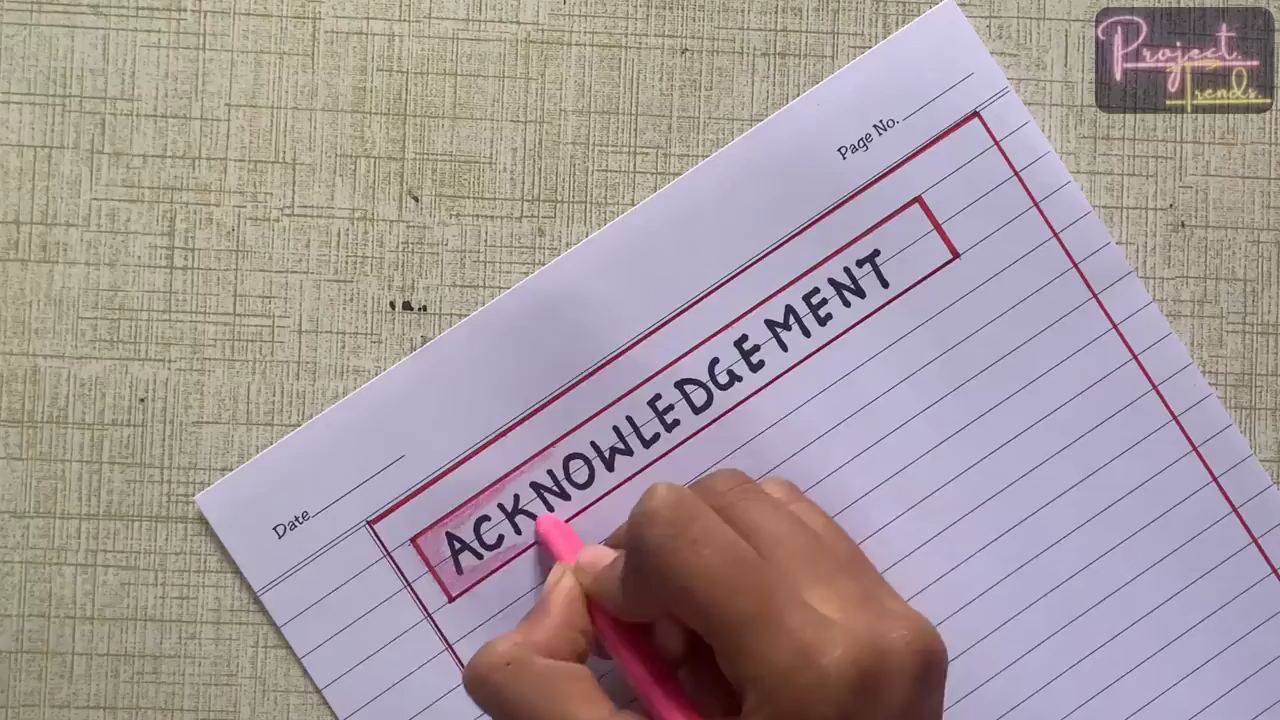 Project
Trends.
Page No.
Date
ACKNOWLEDGEMENT